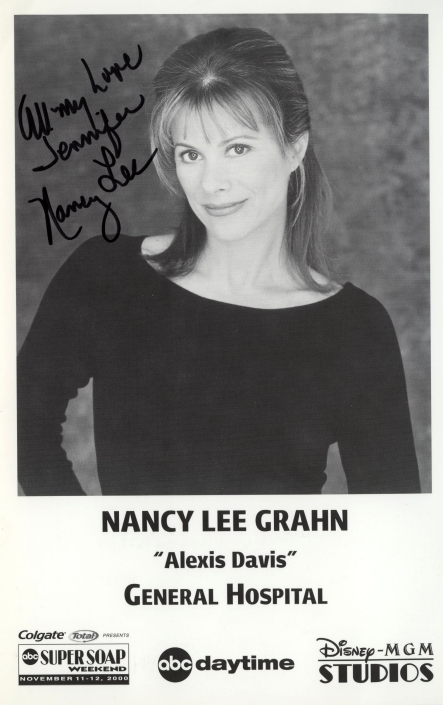 All my Love
Jennifer
Nancy Lee
NANCY LEE GRAHN
"Alexis Davis"
GENERAL HOSPITAL
Colgate Total PRESENTS
abc SUPER SOAP
WEEKEND
NOVEMBER 11-12, 2000
abc daytime
DISNEY-MGM
STUDIOS